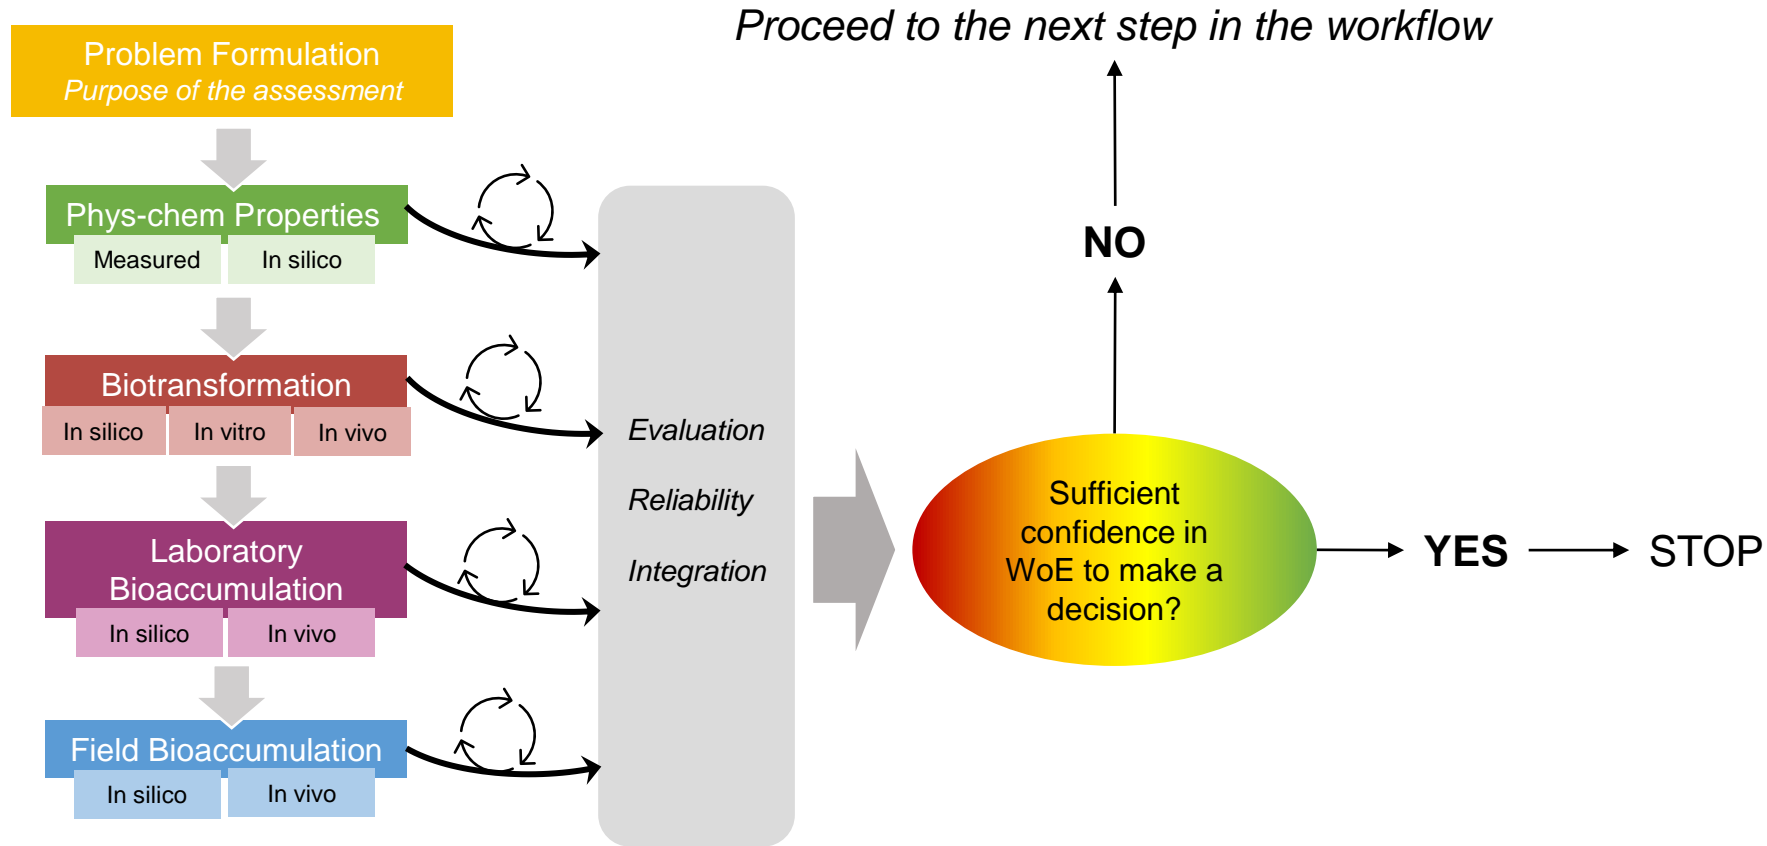 Proceed to the next step in the workflow
Problem Formulation
Purpose of the assessment
Phys-chem Properties
Measured
In silico
NO
Biotransformation
In silico
In vitro
In vivo
Evaluation
Reliability
Integration
Sufficient
confidence in
WoE to make a
decision?
YES
STOP
Laboratory
Bioaccumulation
In silico
In vivo
Field Bioaccumulation
In silico
In vivo